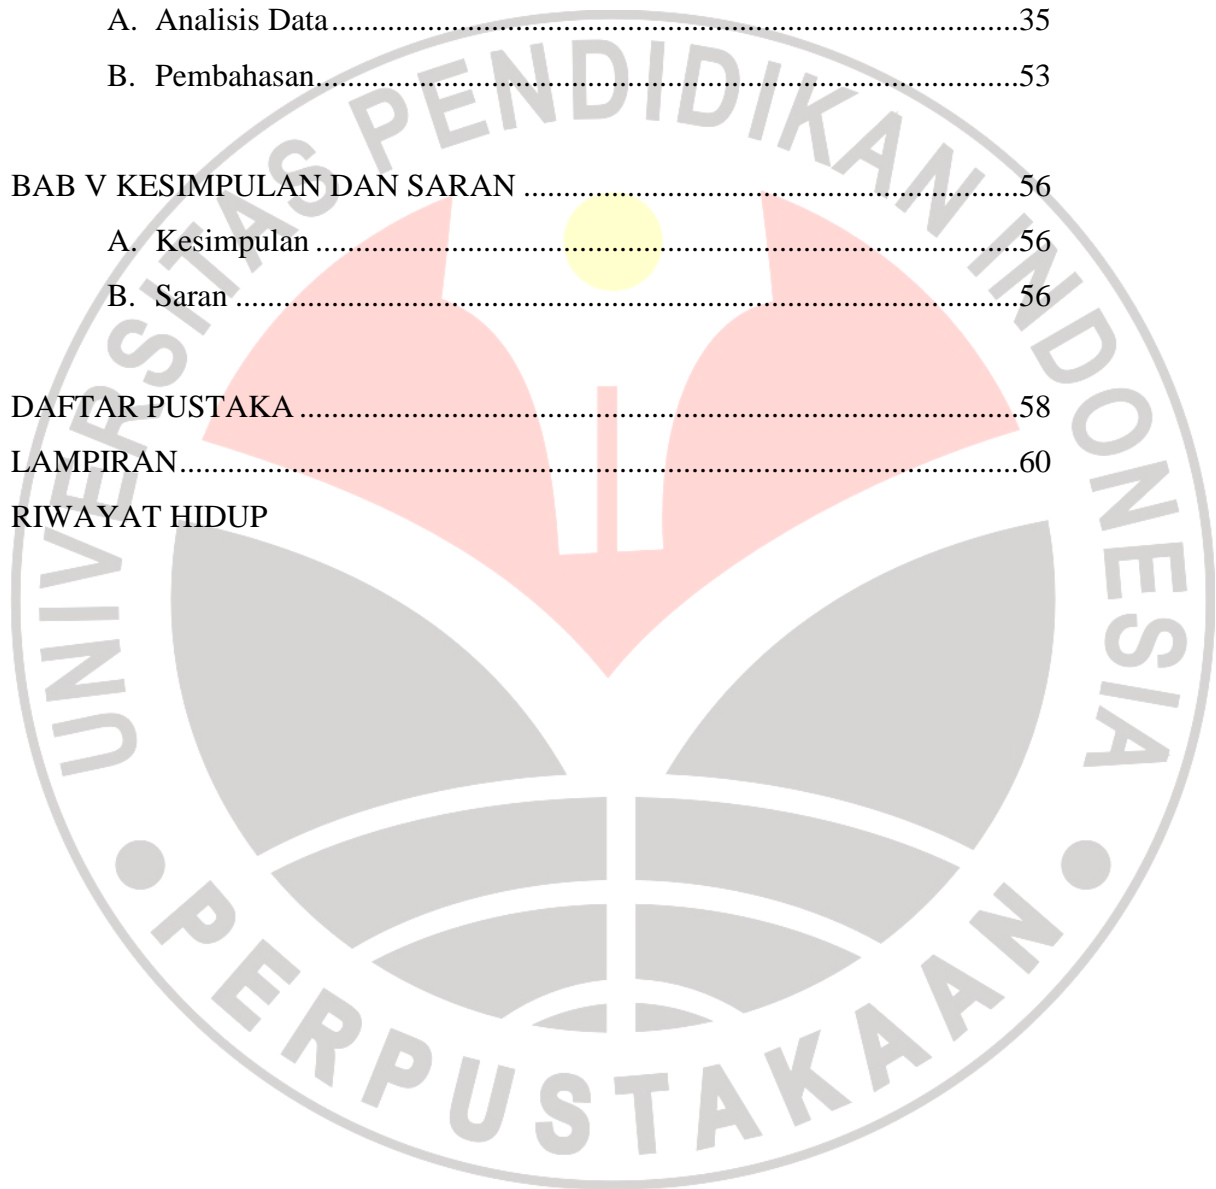 A. Analisis Data.......................................................................................35
B. Pembahasan.........................................................................................53
BAB V KESIMPULAN DAN SARAN ..............................................................56
A. Kesimpulan ........................................................................................56
B. Saran ..................................................................................................56
DAFTAR PUSTAKA ..........................................................................................58
LAMPIRAN.........................................................................................................60
RIWAYAT HIDUP
UNIVERSITAS PENDIDIKAN INDONESIA
PERPUSTAKAAN